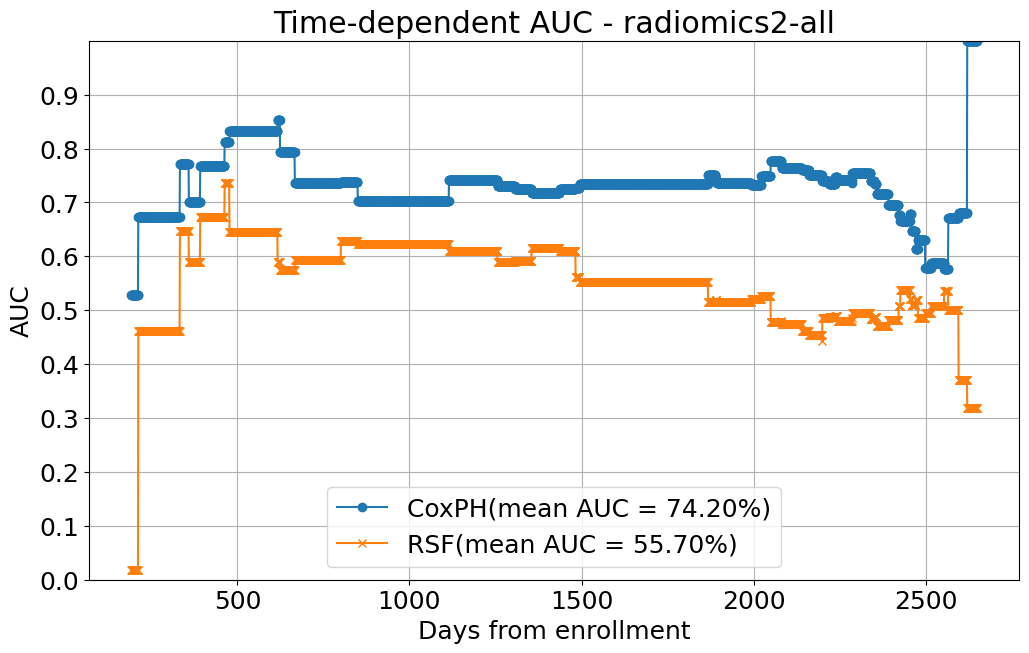 Time-dependent AUC - radiomics2-all
0.9
0.8
0.7
0.6
0.5
0.4
0.3
0.2
0.1
0.0
AUC
CoxPH(mean AUC = 74.20%)
RSF(mean AUC = 55.70%)
500 1000 1500 2000 2500
Days from enrollment